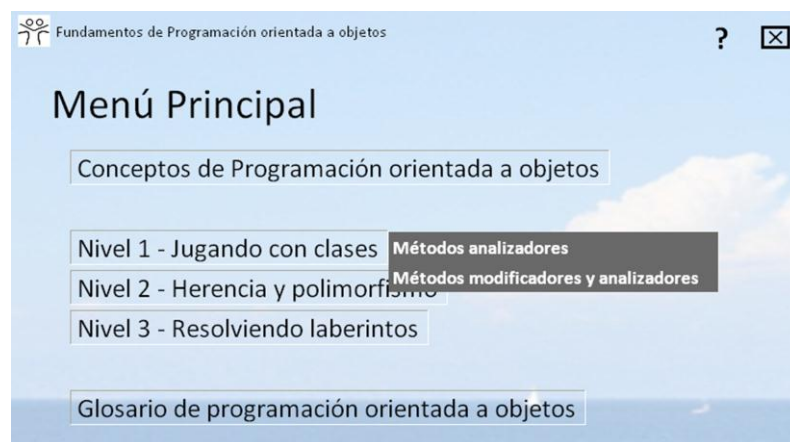 Fundamentos de Programación orientada a objetos
?
Menú Principal
Conceptos de Programación orientada a objetos
Nivel 1 - Jugando con clases
Métodos analizadores
Métodos modificadores y analizadores
Nivel 2 - Herencia y polimorfismo
Nivel 3 - Resolviendo laberintos
Glosario de programación orientada a objetos